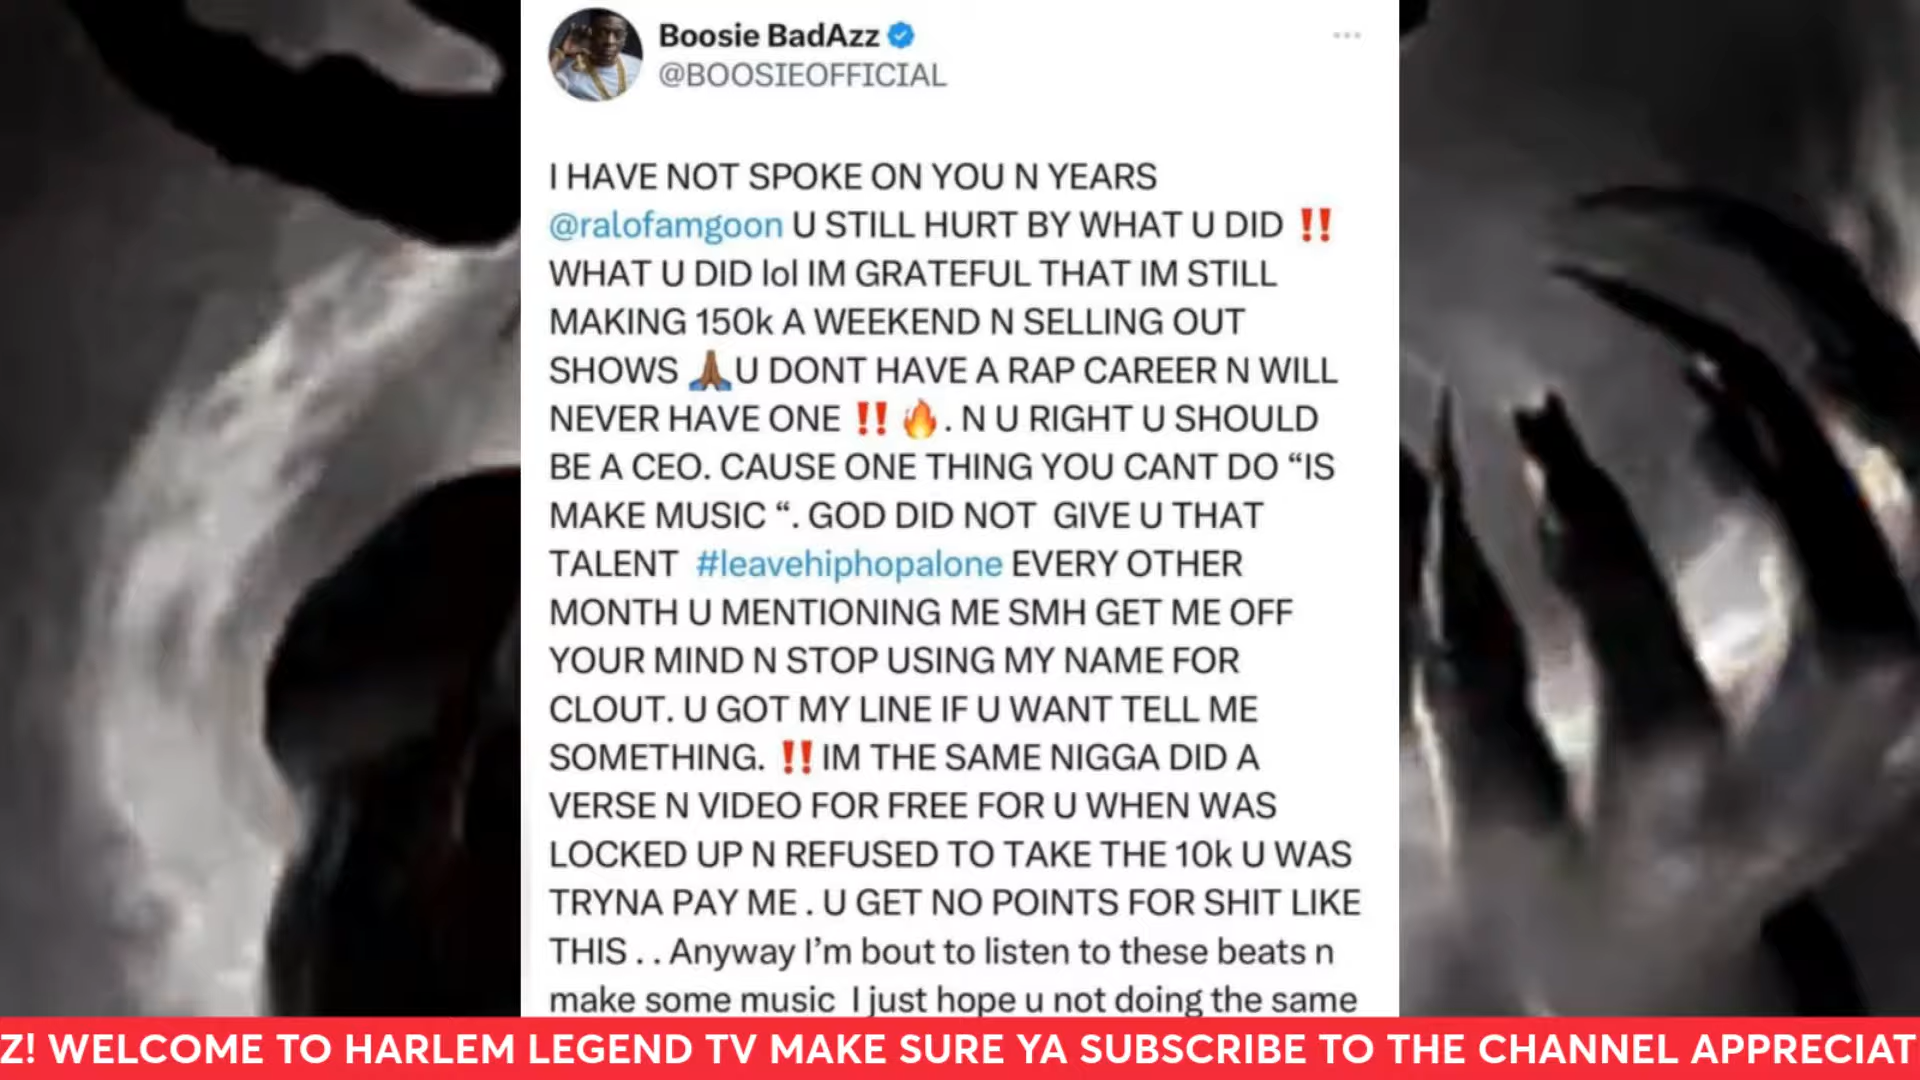 Boosie BadAzz
@BOOSIEOFFICIAL
I HAVE NOT SPOKE ON YOU N YEARS
@ralofamgoon U STILL HURT BY WHAT U DID ‼️
WHAT U DID lol IM GRATEFUL THAT IM STILL
MAKING 150k A WEEKEND N SELLING OUT
SHOWS 🙏🏾U DONT HAVE A RAP CAREER N WILL
NEVER HAVE ONE ‼️ 🔥. N U RIGHT U SHOULD
BE A CEO. CAUSE ONE THING YOU CANT DO “IS
MAKE MUSIC “. GOD DID NOT GIVE U THAT
TALENT #leavehiphopalone EVERY OTHER
MONTH U MENTIONING ME SMH GET ME OFF
YOUR MIND N STOP USING MY NAME FOR
CLOUT. U GOT MY LINE IF U WANT TELL ME
SOMETHING. ‼️IM THE SAME NIGGA DID A
VERSE N VIDEO FOR FREE FOR U WHEN WAS
LOCKED UP N REFUSED TO TAKE THE 10k U WAS
TRYNA PAY ME . U GET NO POINTS FOR SHIT LIKE
THIS . . Anyway I’m bout to listen to these beats n
make some music I just hope u not doing the same
Z! WELCOME TO HARLEM LEGEND TV MAKE SURE YA SUBSCRIBE TO THE CHANNEL APPRECIAT